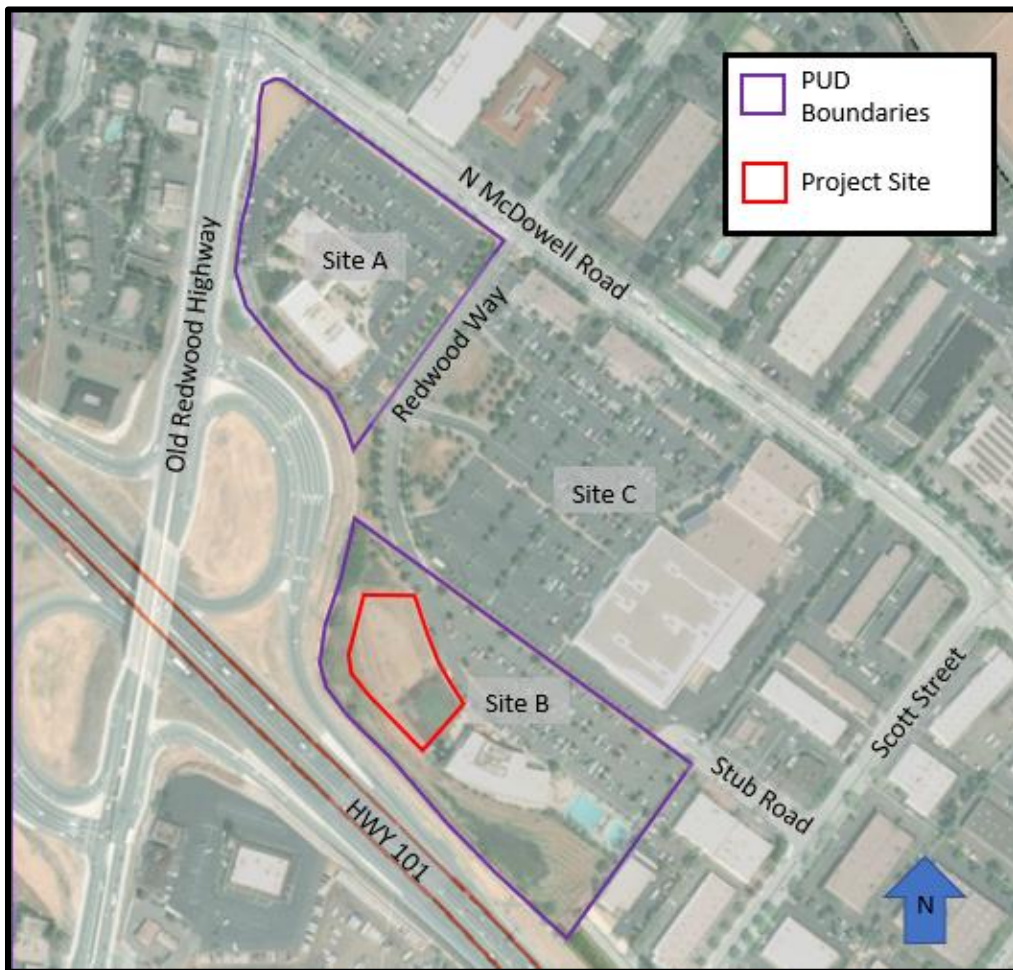 PUD
Boundaries
Project Site
N McDowell Road
Site A
Old Redwood Highway
Redwood Way
Site C
Site B
Scott Street
Stub Road
HWY 101
N